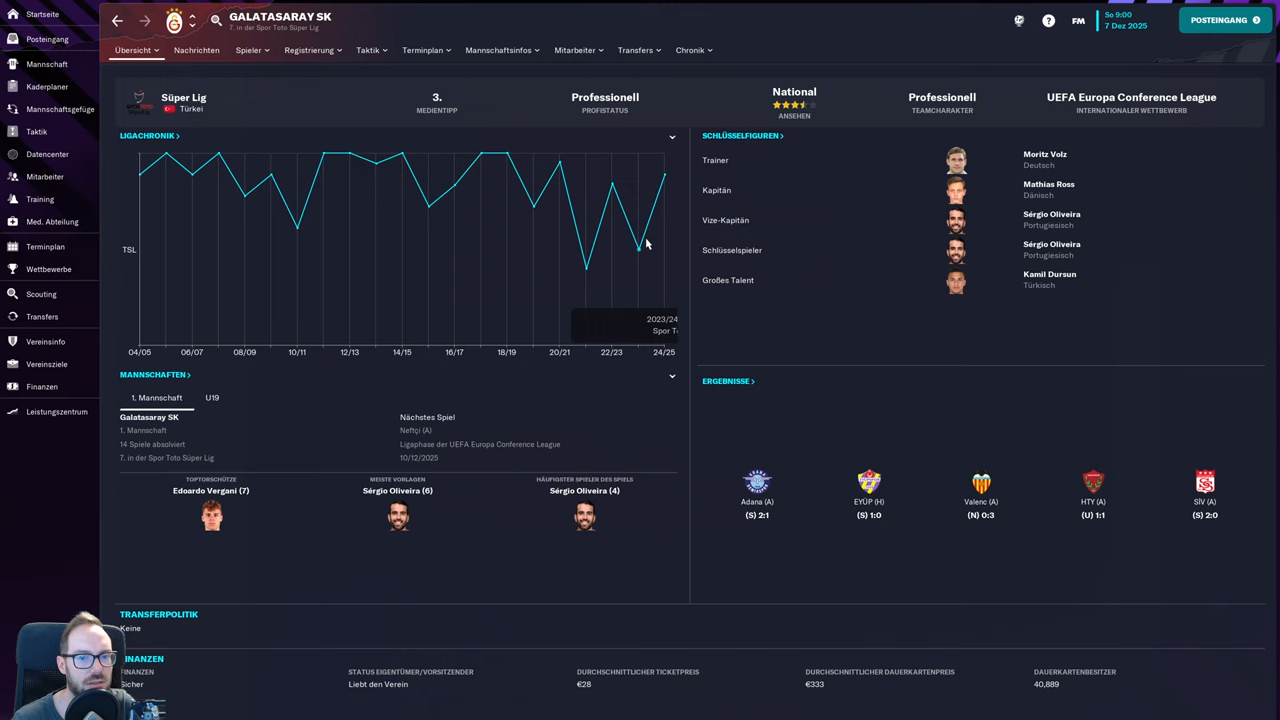 Startseite
Posteingang
Mannschaft
Kaderplaner
Mannschaftsgefüge
Taktik
Datencenter
Mitarbeiter
Training
Med. Abteilung
Terminplan
Wettbewerbe
Scouting
Transfers
Vereinsinfo
Vereinsziele
Finanzen
Leistungszentrum
GALATASARAY SK
7. in der Spor Toto Süper Lig
FM
So 9:00
7 Dez 2025
POSTEINGANG
Übersicht
Nachrichten
Spieler
Registrierung
Taktik
Terminplan
Mannschaftsinfos
Mitarbeiter
Transfers
Chronik
Süper Lig
Türkei
3.
MEDIENTIPP
Professionell
PROFISTATUS
National
ANSEHEN
Professionell
TEAMCHARAKTER
UEFA Europa Conference League
INTERNATIONALER WETTBEWERB
LIGACHRONIK
TSL
2023/24
Spor T
04/05 06/07 08/09 10/11 12/13 14/15 16/17 18/19 20/21 22/23 24/25
SCHLÜSSELFIGUREN
Trainer
Moritz Volz
Deutsch
Kapitän
Mathias Ross
Dänisch
Vize-Kapitän
Sérgio Oliveira
Portugiesisch
Schlüsselspieler
Sérgio Oliveira
Portugiesisch
Großes Talent
Kamil Dursun
Türkisch
MANNSCHAFTEN
1. Mannschaft U19
Galatasaray SK
1. Mannschaft
14 Spiele absolviert
7. in der Spor Toto Süper Lig
Nächstes Spiel
Neftçi (A)
Ligaphase der UEFA Europa Conference League
10/12/2025
TOPTORSCHÜTZE
Edoardo Vergani (7)
MEISTE VORLAGEN
Sérgio Oliveira (6)
HÄUFIGSTER SPIELER DES SPIELS
Sérgio Oliveira (4)
ERGEBNISSE
Adana (A)
(S) 2:1
EYÜP (H)
(S) 1:0
Valenc (A)
(N) 0:3
HTY (A)
(U) 1:1
SİV (A)
(S) 2:0
TRANSFERPOLITIK
Keine
FINANZEN
FINANZEN
Sicher
STATUS EIGENTÜMER/VORSITZENDER
Liebt den Verein
DURCHSCHNITTLICHER TICKETPREIS
€28
DURCHSCHNITTLICHER DAUERKARTENPREIS
€333
DAUERKARTENBESITZER
40,889